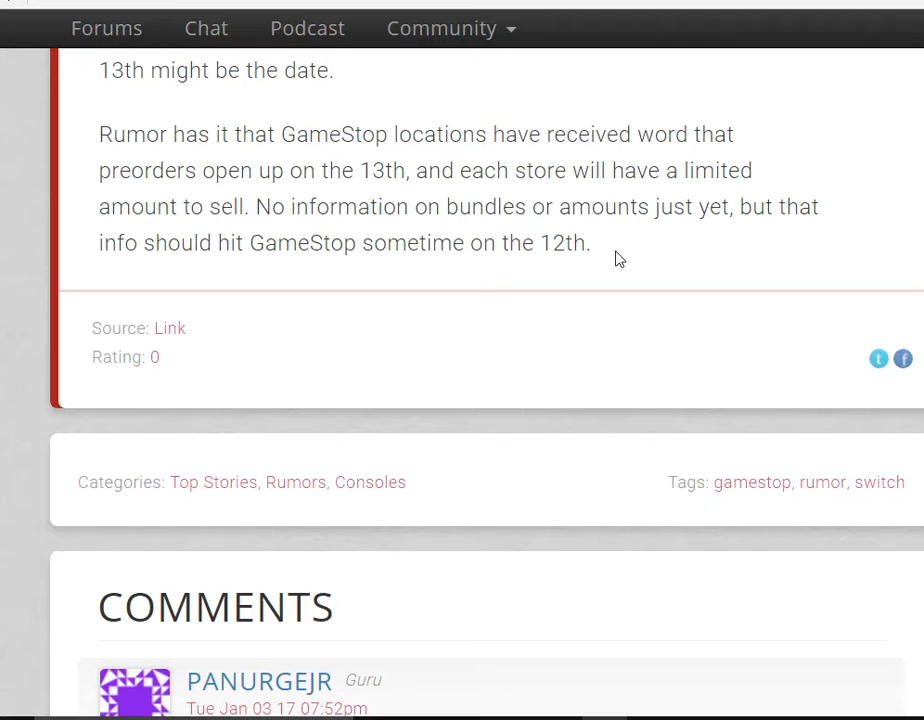 Forums Chat Podcast Community
13th might be the date.
Rumor has it that GameStop locations have received word that
preorders open up on the 13th, and each store will have a limited
amount to sell. No information on bundles or amounts just yet, but that
info should hit GameStop sometime on the 12th.
Source: Link
Rating: 0
t f
Categories: Top Stories, Rumors, Consoles
Tags: gamestop, rumor, switch
COMMENTS
PANURGEJR Guru
Tue Jan 03 17 07:52pm